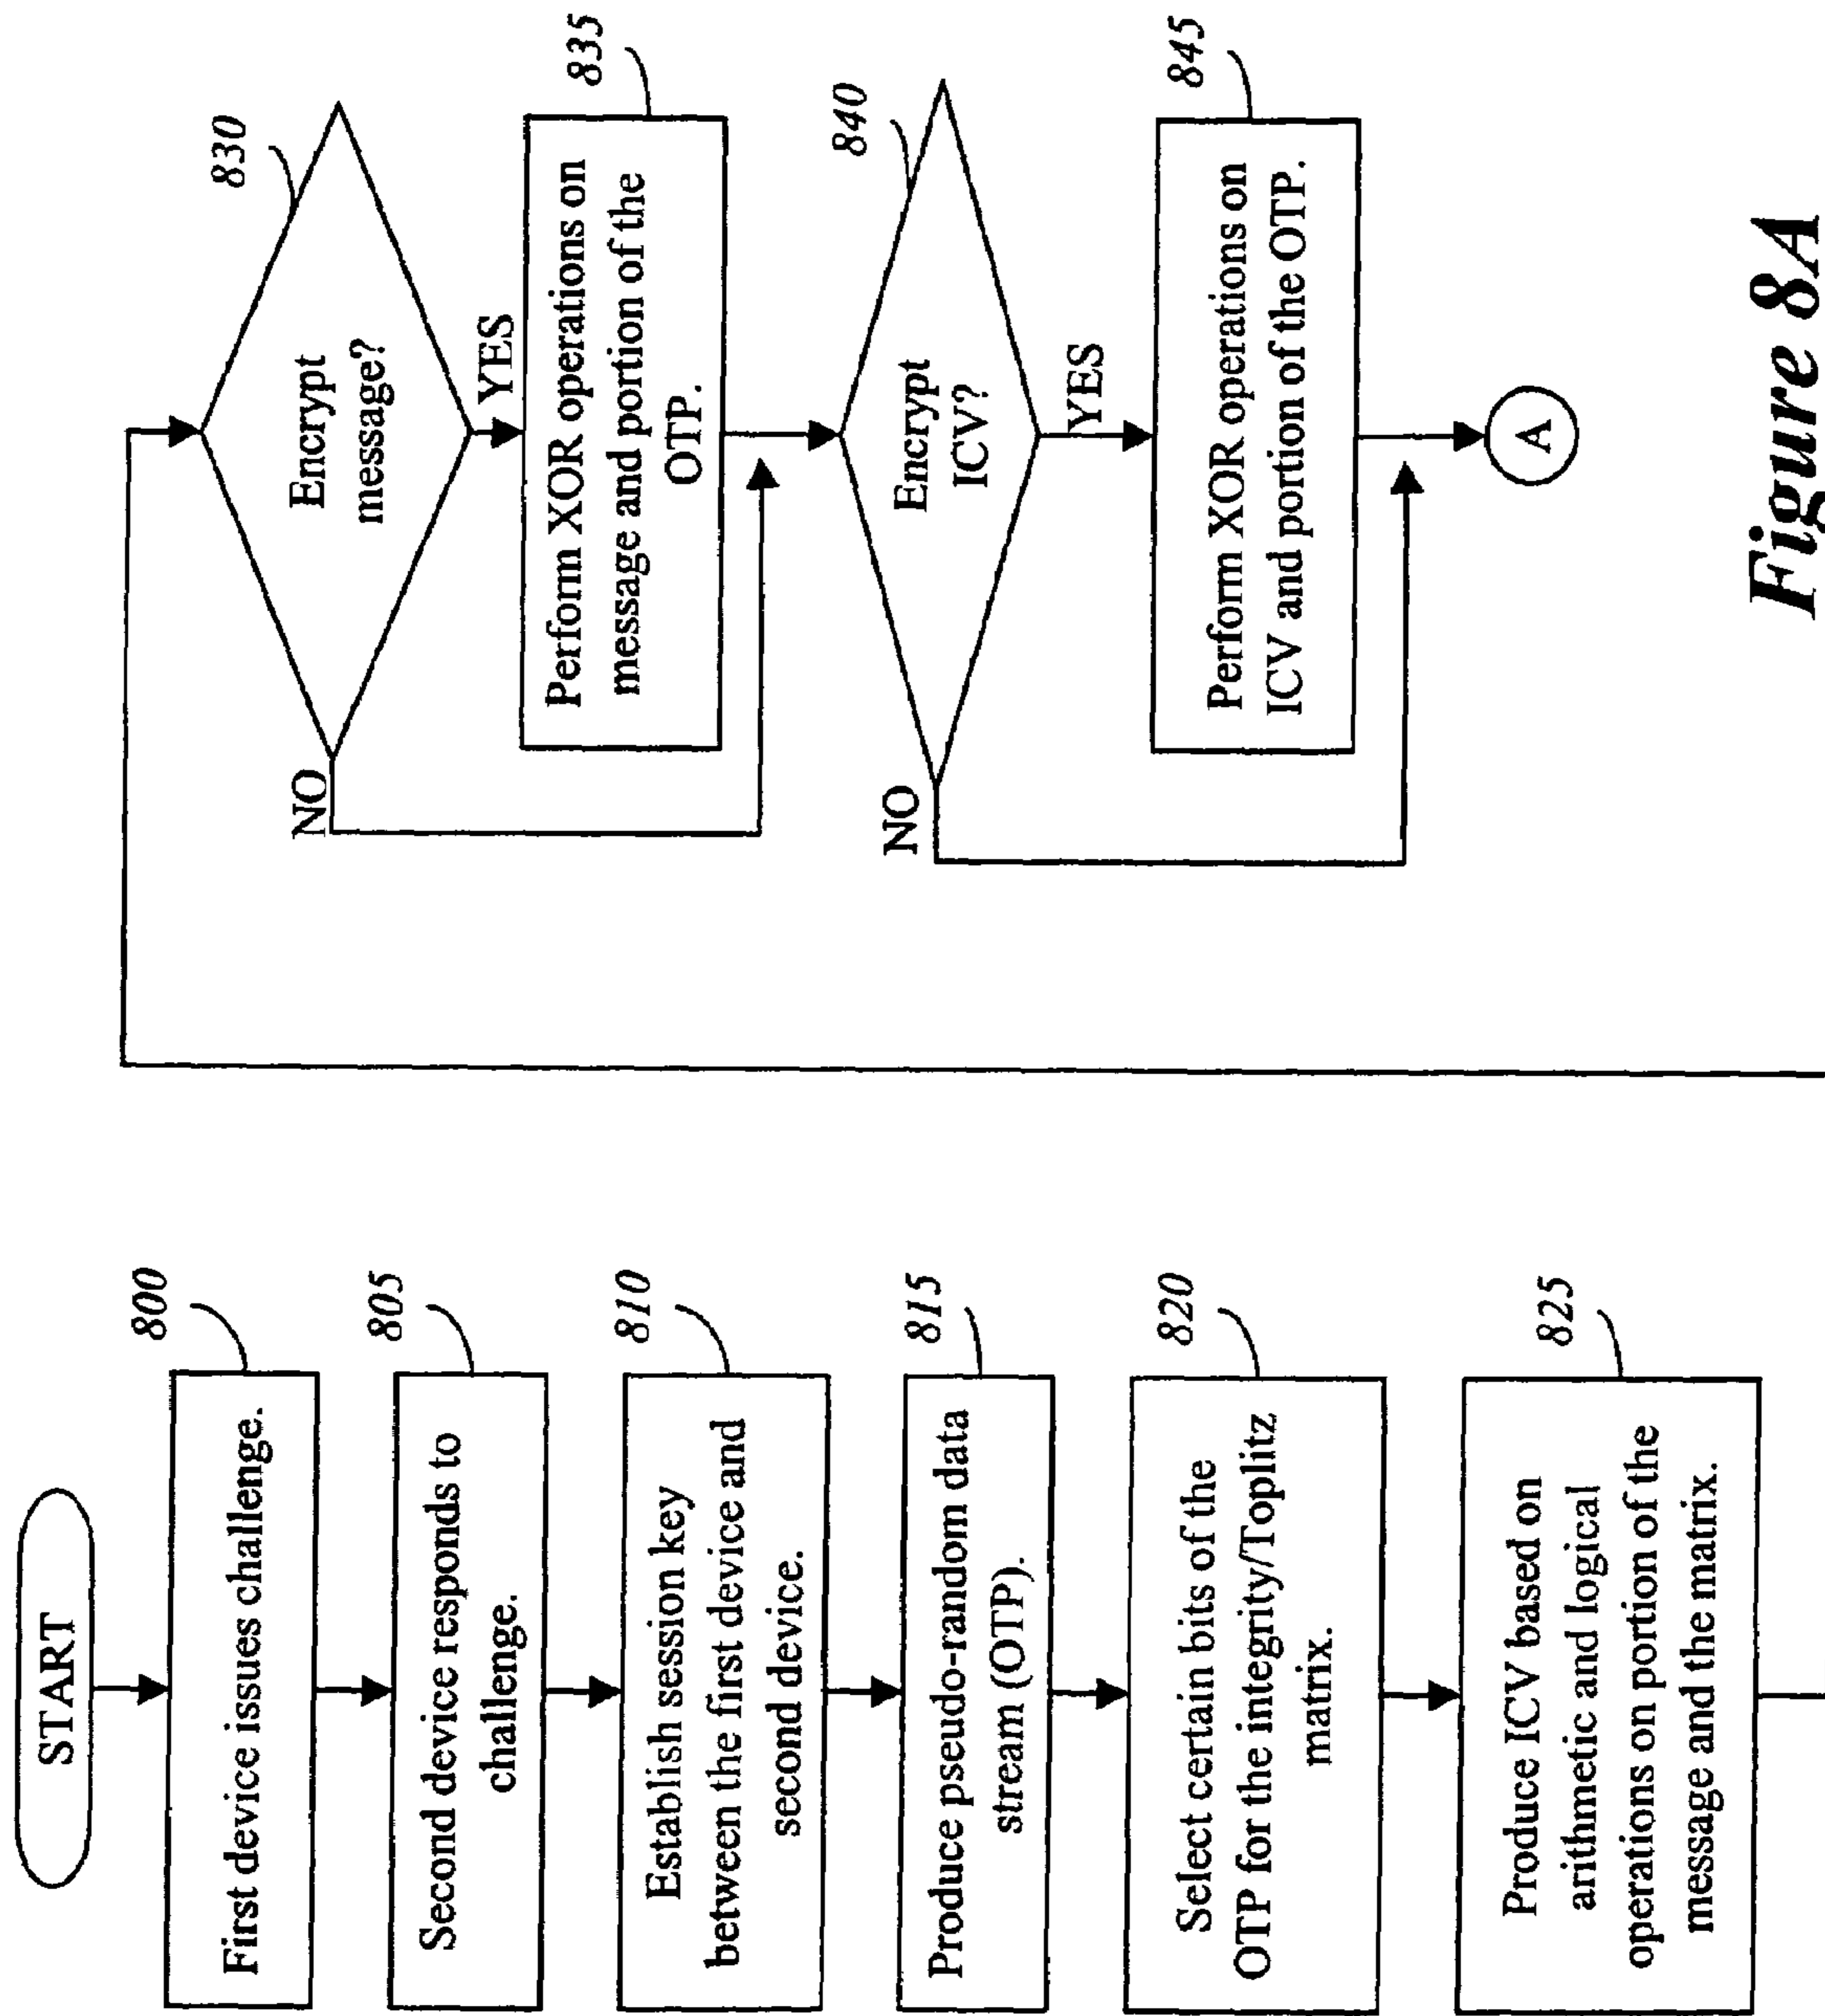 START
800
First device issues challenge.
805
Second device responds to
challenge.
810
Establish session key
between the first device and
second device.
815
Produce pseudo-random data
stream (OTP).
820
Select certain bits of the
OTP for the integrity/Toplitz
matrix.
825
Produce ICV based on
arithmetic and logical
operations on portion of the
message and the matrix.
830
Encrypt
message?
NO
YES
835
Perform XOR operations on
message and portion of the
OTP.
840
Encrypt
ICV?
NO
YES
845
Perform XOR operations on
ICV and portion of the OTP.
A
Figure 8A